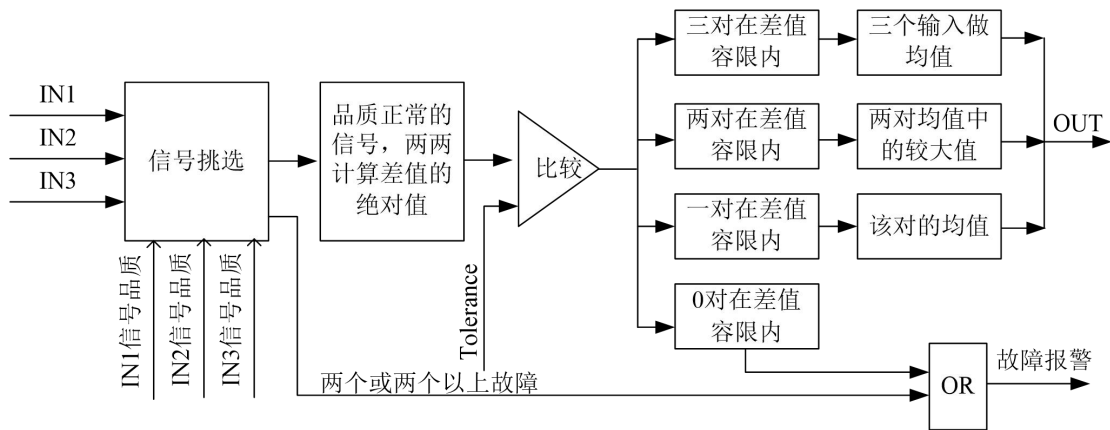 IN1
IN2
IN3
信号挑选
IN1信号品质
IN2信号品质
IN3信号品质
品质正常的
信号，两两
计算差值的
绝对值
Tolerance
比较
三对在差值
容限内
三个输入做
均值
两对在差值
容限内
两对均值中
的较大值
一对在差值
容限内
该对的均值
0对在差值
容限内
OUT
两个或两个以上故障
OR
故障报警